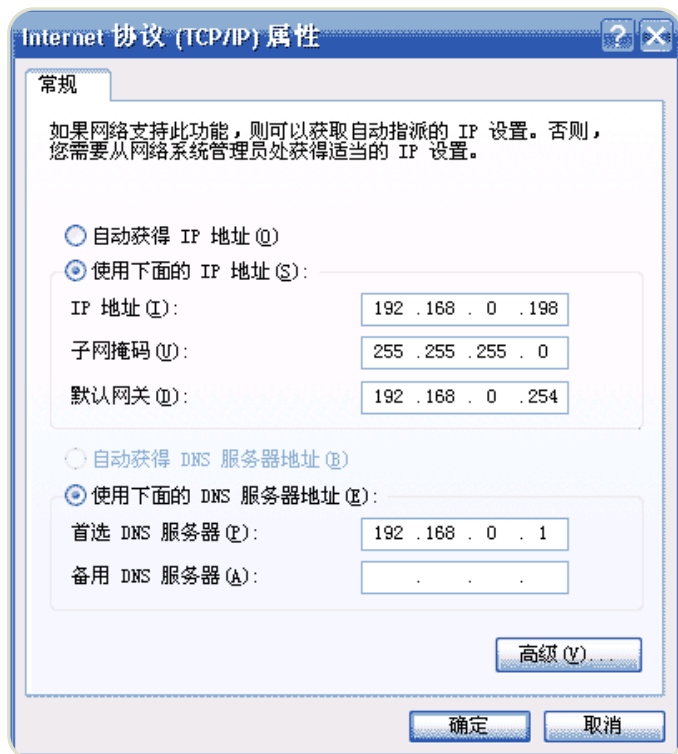 Internet 协议 (TCP/IP) 属性
常规
如果网络支持此功能，则可以获取自动指派的 IP 设置。否则，
您需要从网络系统管理员处获得适当的 IP 设置。
自动获得 IP 地址(O)
使用下面的 IP 地址(S):
IP 地址(I): 192 .168 . 0 .198
子网掩码(U): 255 .255 .255 . 0
默认网关(D): 192 .168 . 0 .254
自动获得 DNS 服务器地址(B)
使用下面的 DNS 服务器地址(E):
首选 DNS 服务器(P): 192 .168 . 0 . 1
备用 DNS 服务器(A): . . .
高级(V)...
确定 取消